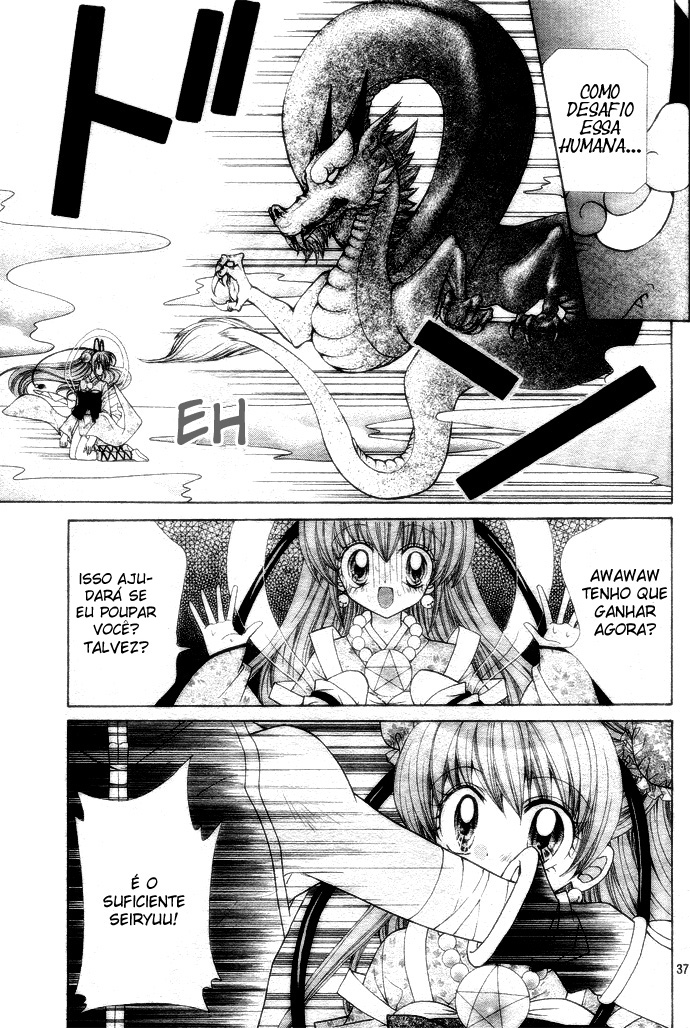 COMO
DESAFIO
ESSA
HUMANA...
ド
ン
EH
AWAWAW
TENHO QUE
GANHAR
AGORA?
ISSO AJU-
DARÁ SE
EU POUPAR
VOCÊ?
TALVEZ?
É O
SUFICIENTE
SEIRYUU!
37